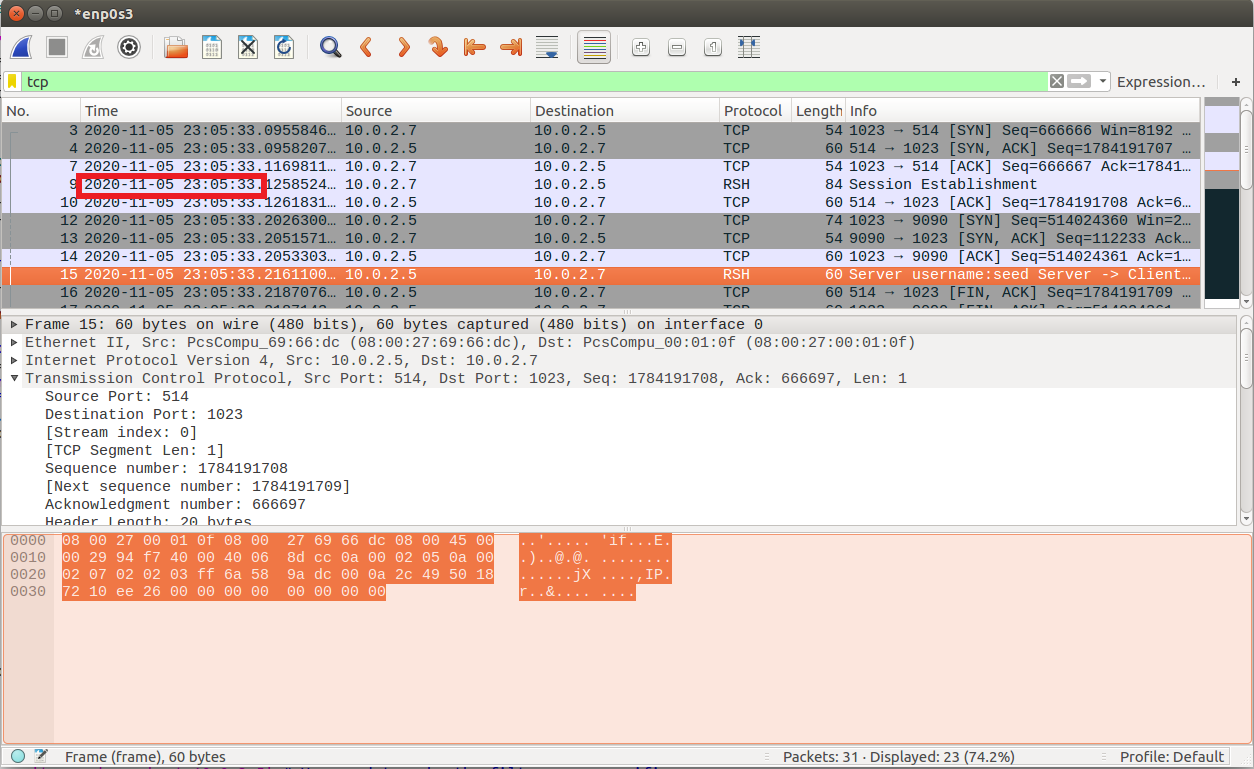 *enp0s3
tcp Expression… +
No. Time Source Destination Protocol Length Info
3 2020-11-05 23:05:33.0955846… 10.0.2.7 10.0.2.5 TCP 54 1023 → 514 [SYN] Seq=666666 Win=8192 …
4 2020-11-05 23:05:33.0958207… 10.0.2.5 10.0.2.7 TCP 60 514 → 1023 [SYN, ACK] Seq=1784191707 …
7 2020-11-05 23:05:33.1169811… 10.0.2.7 10.0.2.5 TCP 54 1023 → 514 [ACK] Seq=666667 Ack=17841…
9 2020-11-05 23:05:33.1258524… 10.0.2.7 10.0.2.5 RSH 84 Session Establishment
10 2020-11-05 23:05:33.1261831… 10.0.2.5 10.0.2.7 TCP 60 514 → 1023 [ACK] Seq=1784191708 Ack=6…
12 2020-11-05 23:05:33.2026300… 10.0.2.5 10.0.2.7 TCP 74 1023 → 9090 [SYN] Seq=514024360 Win=2…
13 2020-11-05 23:05:33.2051571… 10.0.2.7 10.0.2.5 TCP 54 9090 → 1023 [SYN, ACK] Seq=112233 Ack…
14 2020-11-05 23:05:33.2053303… 10.0.2.5 10.0.2.7 TCP 60 1023 → 9090 [ACK] Seq=514024361 Ack=1…
15 2020-11-05 23:05:33.2161100… 10.0.2.5 10.0.2.7 RSH 60 Server username:seed Server -> Client…
16 2020-11-05 23:05:33.2187076… 10.0.2.5 10.0.2.7 TCP 60 514 → 1023 [FIN, ACK] Seq=1784191709 …
Frame 15: 60 bytes on wire (480 bits), 60 bytes captured (480 bits) on interface 0
Ethernet II, Src: PcsCompu_69:66:dc (08:00:27:69:66:dc), Dst: PcsCompu_00:01:0f (08:00:27:00:01:0f)
Internet Protocol Version 4, Src: 10.0.2.5, Dst: 10.0.2.7
Transmission Control Protocol, Src Port: 514, Dst Port: 1023, Seq: 1784191708, Ack: 666697, Len: 1
Source Port: 514
Destination Port: 1023
[Stream index: 0]
[TCP Segment Len: 1]
Sequence number: 1784191708
[Next sequence number: 1784191709]
Acknowledgment number: 666697
Header Length: 20 bytes
0000 08 00 27 00 01 0f 08 00 27 69 66 dc 08 00 45 00 ..'..... 'if...E.
0010 00 29 94 f7 40 00 40 06 8d cc 0a 00 02 05 0a 00 .)..@.@. ........
0020 02 07 02 02 03 ff 6a 58 9a dc 00 0a 2c 49 50 18 ......jX ....,IP.
0030 72 10 ee 26 00 00 00 00 00 00 00 00 r..&.... ....
Frame (frame), 60 bytes Packets: 31 · Displayed: 23 (74.2%) Profile: Default